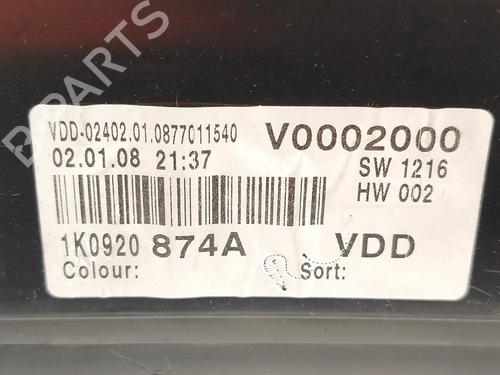 B PARTS
VDD-02402.01.0877011540 V0002000
02.01.08 21:37 SW 1216
HW 002
1K0920 874A VDD
Colour: Sort: